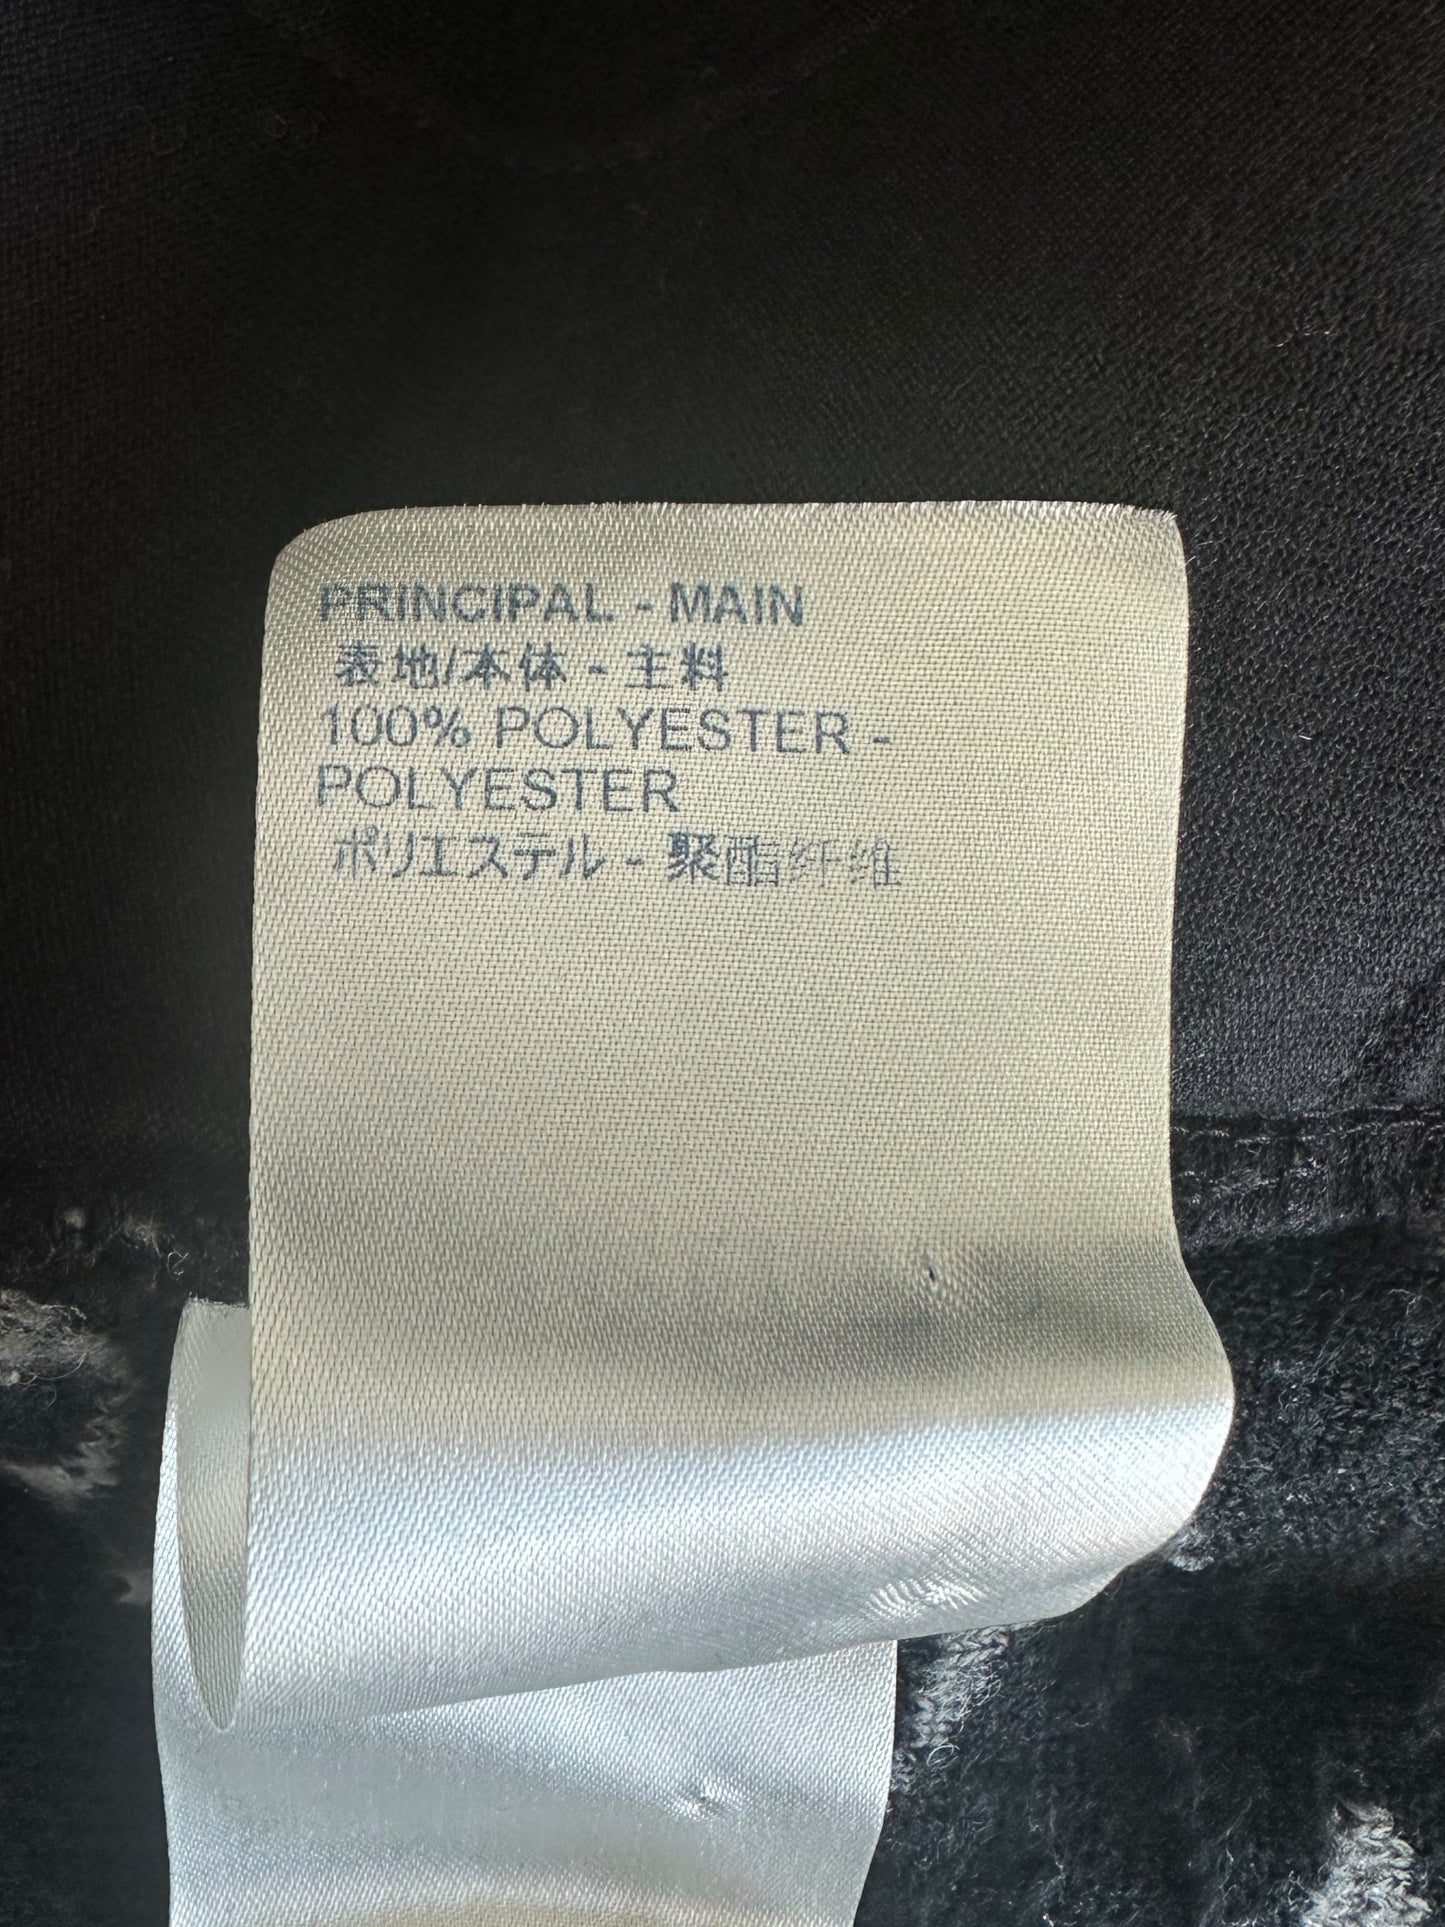 PRINCIPAL - MAIN
表地/本体 - 主料
100% POLYESTER -
POLYESTER
ポリエステル - 聚酯纤维